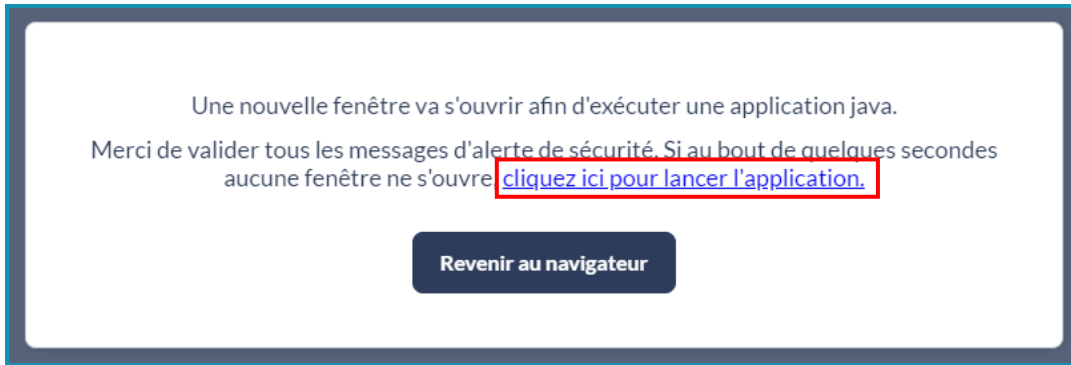 Une nouvelle fenêtre va s'ouvrir afin d'exécuter une application java.
Merci de valider tous les messages d'alerte de sécurité. Si au bout de quelques secondes
aucune fenêtre ne s'ouvre, cliquez ici pour lancer l'application.
Revenir au navigateur